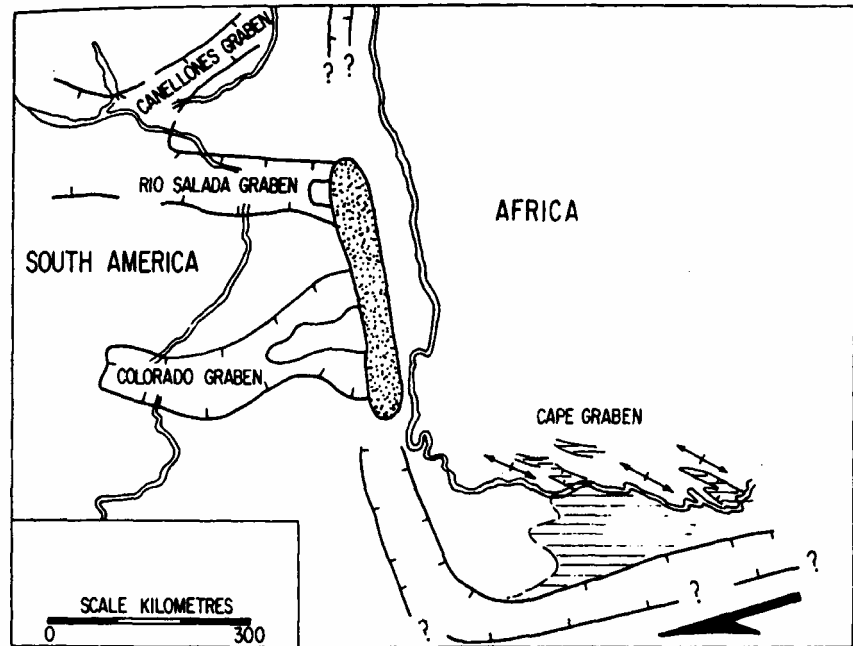 CANELLONES GRABEN
? ?
RIO SALADA GRABEN
AFRICA
SOUTH AMERICA
COLORADO GRABEN
CAPE GRABEN
? ?
?
SCALE KILOMETRES
0 300